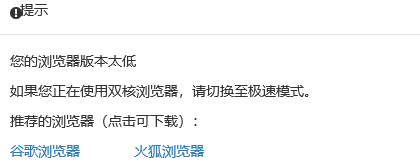 提示
您的浏览器版本太低
如果您正在使用双核浏览器，请切换至极速模式。
推荐的浏览器（点击可下载）：
谷歌浏览器 火狐浏览器